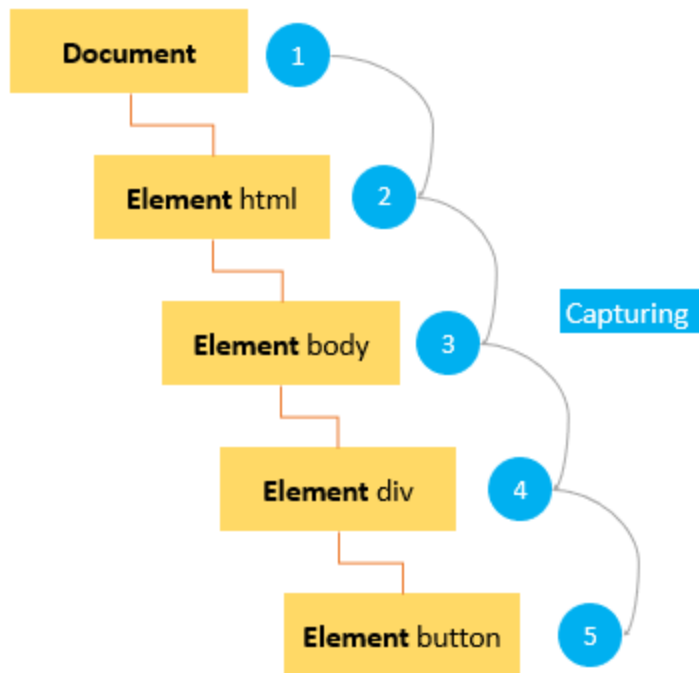 Document 1
Element html 2
Capturing
Element body 3
Element div 4
Element button 5